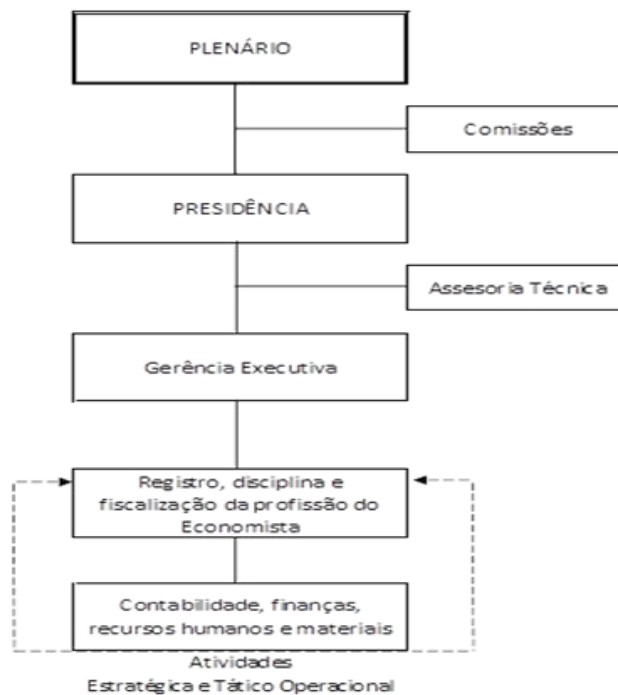 PLENÁRIO
Comissões
PRESIDÊNCIA
Assesoria Técnica
Gerência Executiva
Registro, disciplina e
fiscalização da profissão do
Economista
Contabilidade, finanças,
recursos humanos e materiais
Atividades
Estratégica e Tático Operacional